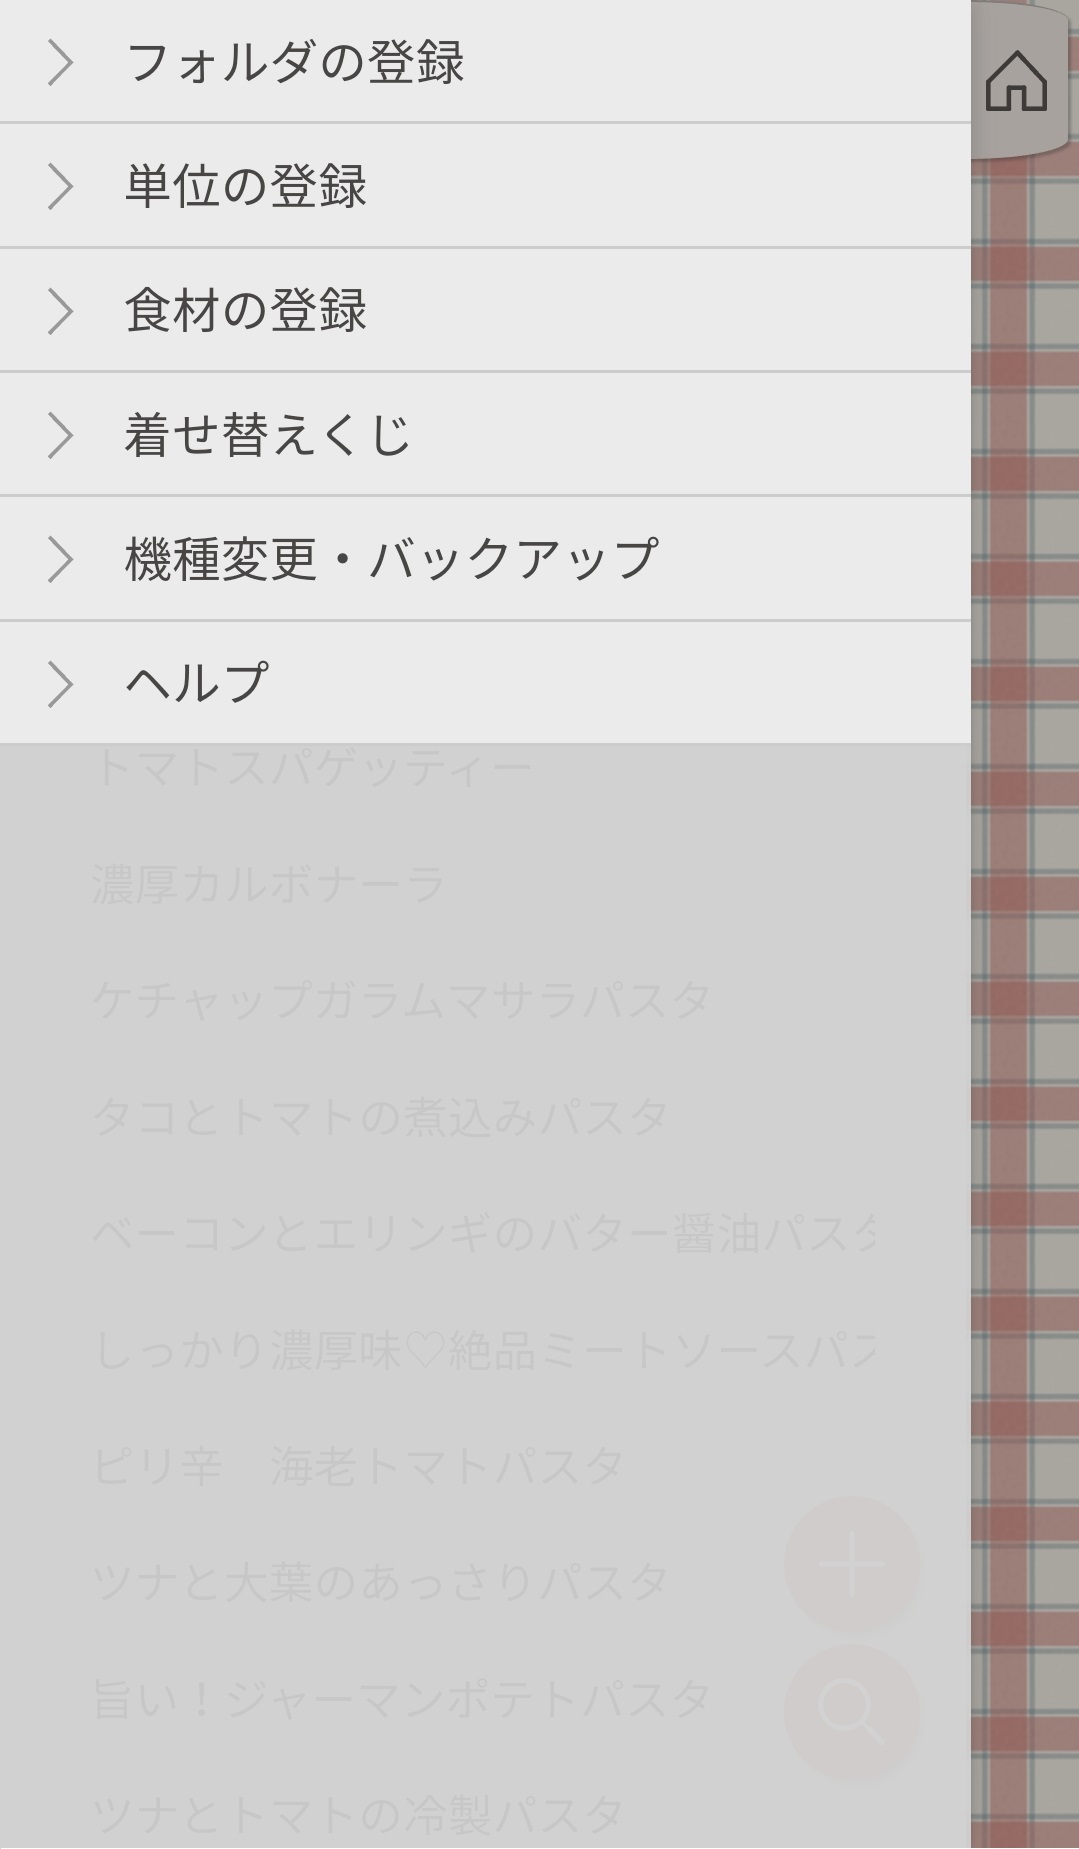 フォルダの登録
単位の登録
食材の登録
着せ替えくじ
機種変更・バックアップ
ヘルプ
トマトスパゲッティー
濃厚カルボナーラ
ケチャップガラムマサラパスタ
タコとトマトの煮込みパスタ
ベーコンとエリンギのバター醤油パスタ
しっかり濃厚味♡絶品ミートソースパス
ピリ辛　海老トマトパスタ
ツナと大葉のあっさりパスタ
旨い！ジャーマンポテトパスタ
ツナとトマトの冷製パスタ